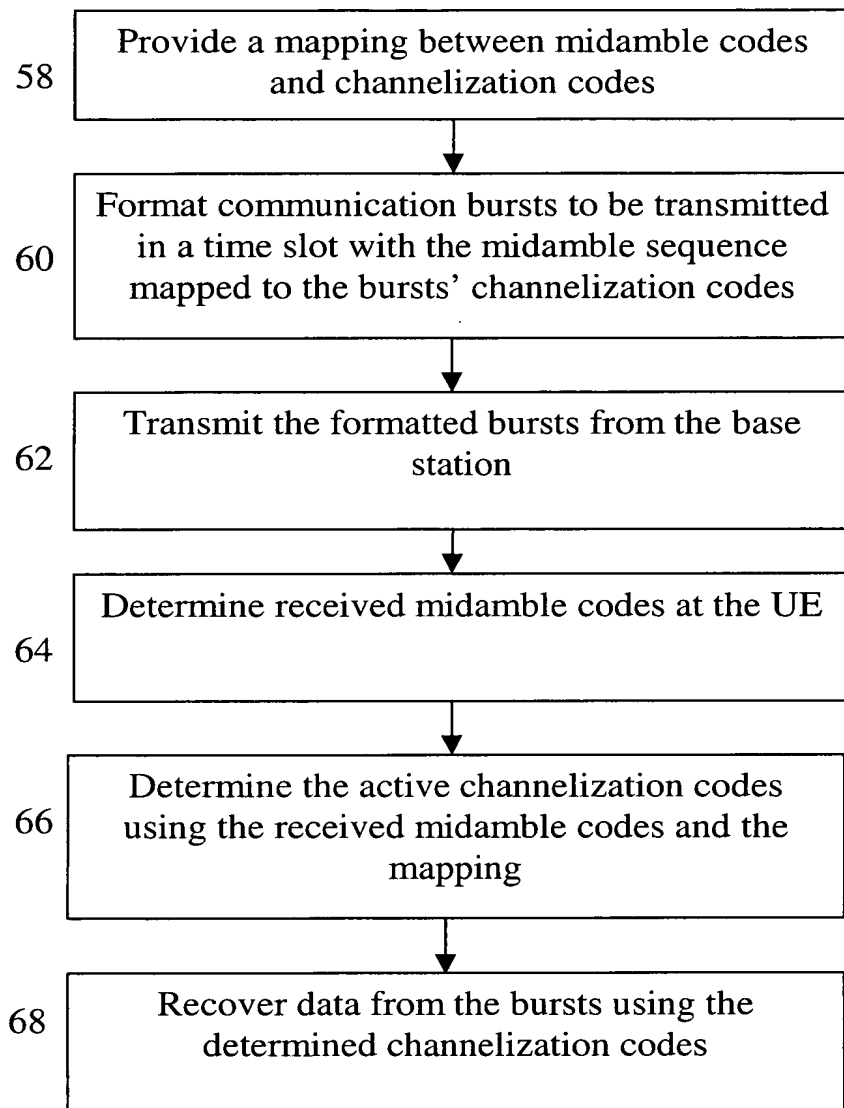 Provide a mapping between midamble codes
58
and channelization codes
Format communication bursts to be transmitted
60
in a time slot with the midamble sequence
mapped to the bursts’ channelization codes
Transmit the formatted bursts from the base
62
station
Determine received midamble codes at the UE
64
Determine the active channelization codes
66
using the received midamble codes and the
mapping
Recover data from the bursts using the
68
determined channelization codes